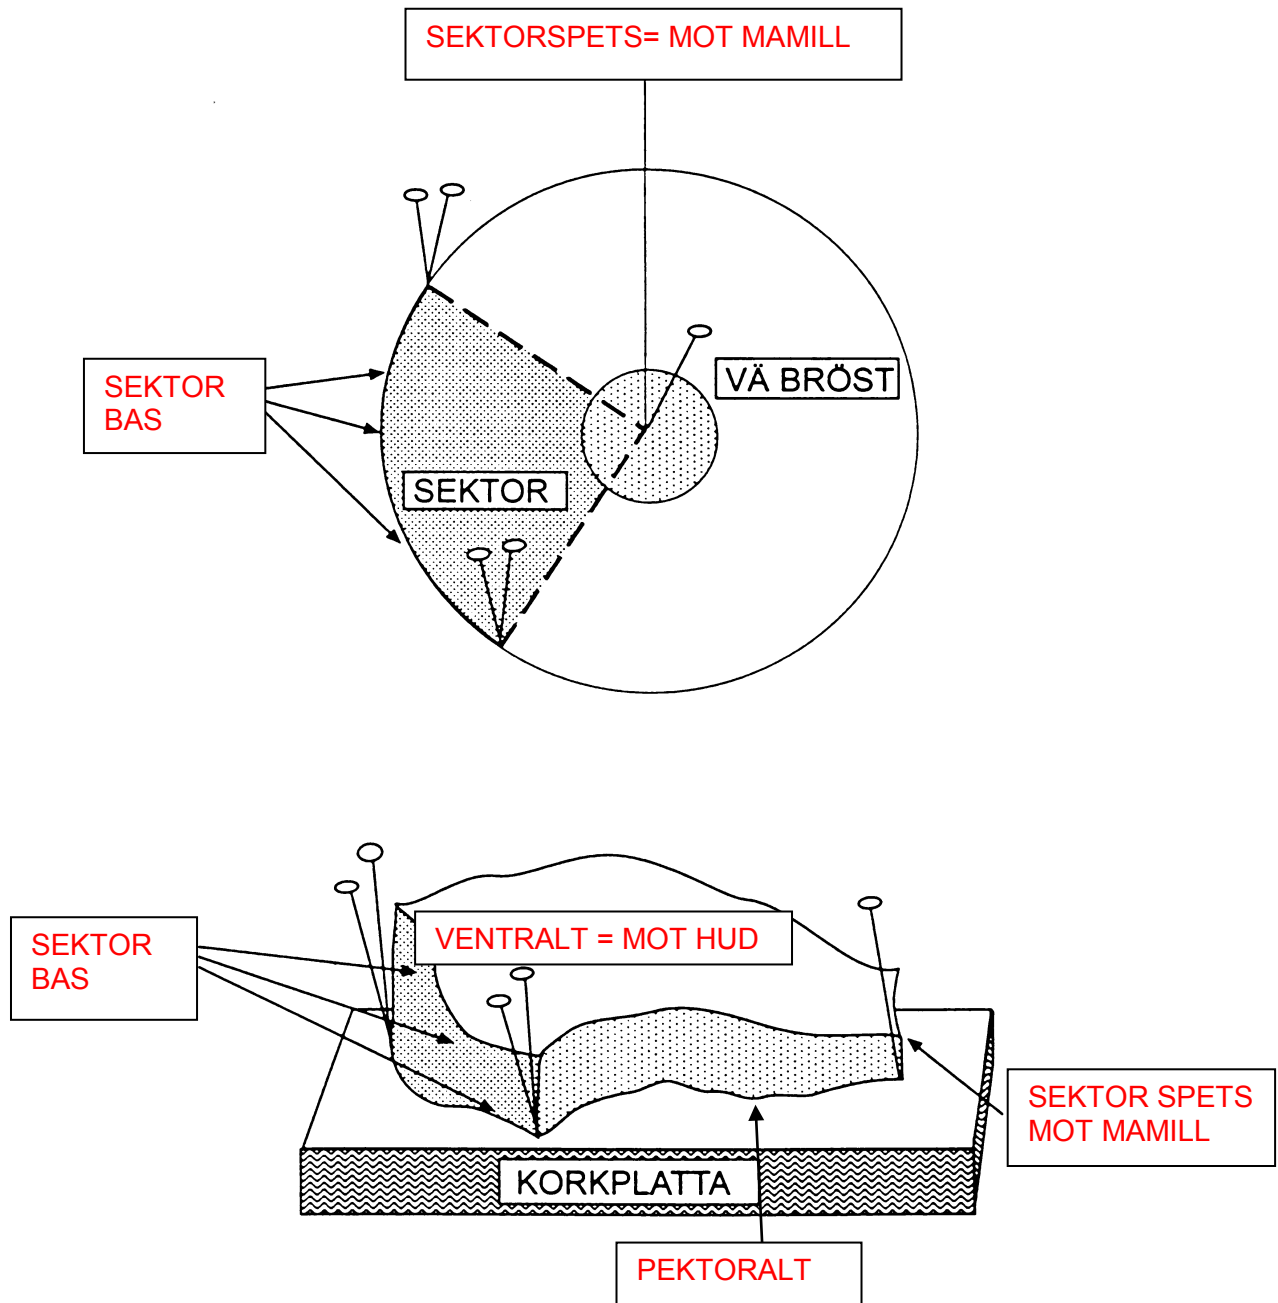 SEKTORSPETS= MOT MAMILL
VÄ BRÖST
SEKTOR
BAS
SEKTOR
VENTRALT = MOT HUD
SEKTOR
BAS
SEKTOR SPETS
MOT MAMILL
KORKPLATTA
PEKTORALT